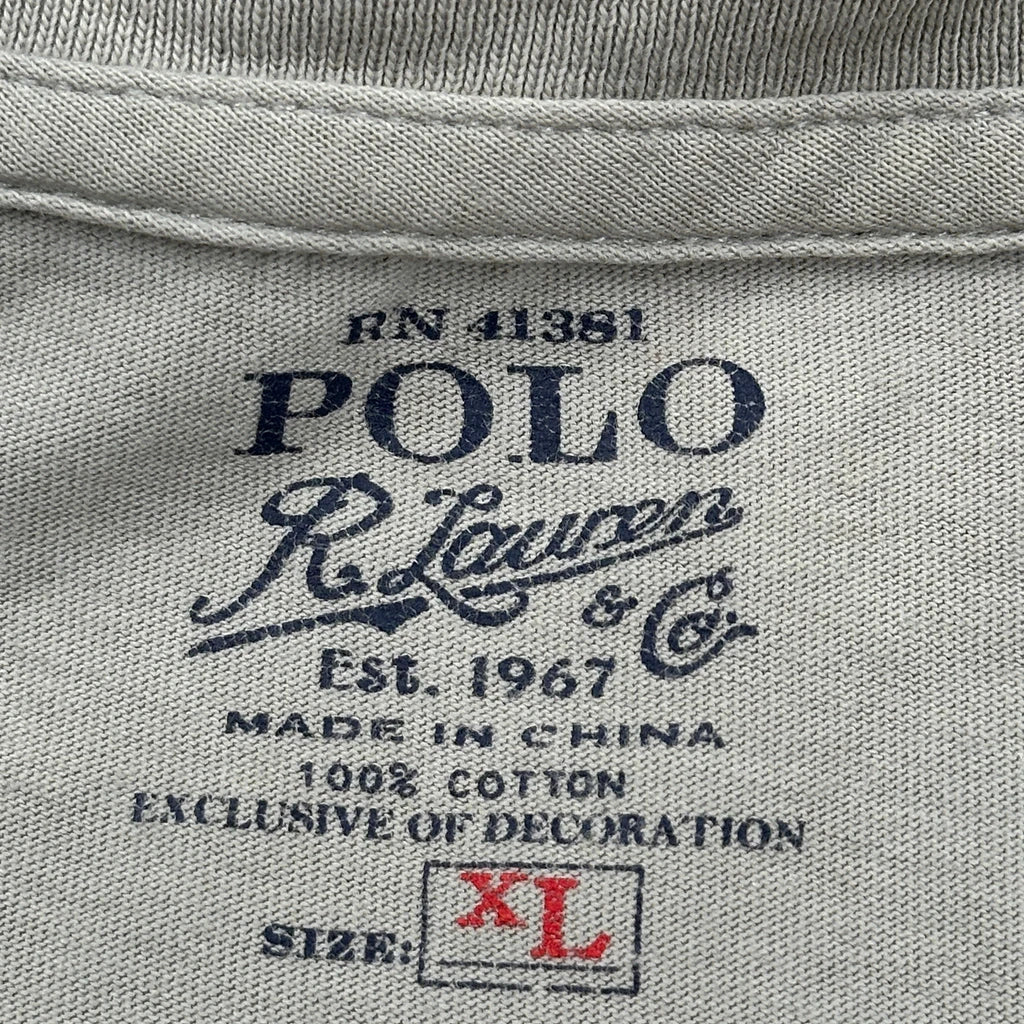 RN 41381
POLO
R. Lauren
& Co.
Est. 1967
MADE IN CHINA
100% COTTON
EXCLUSIVE OF DECORATION
SIZE: XL